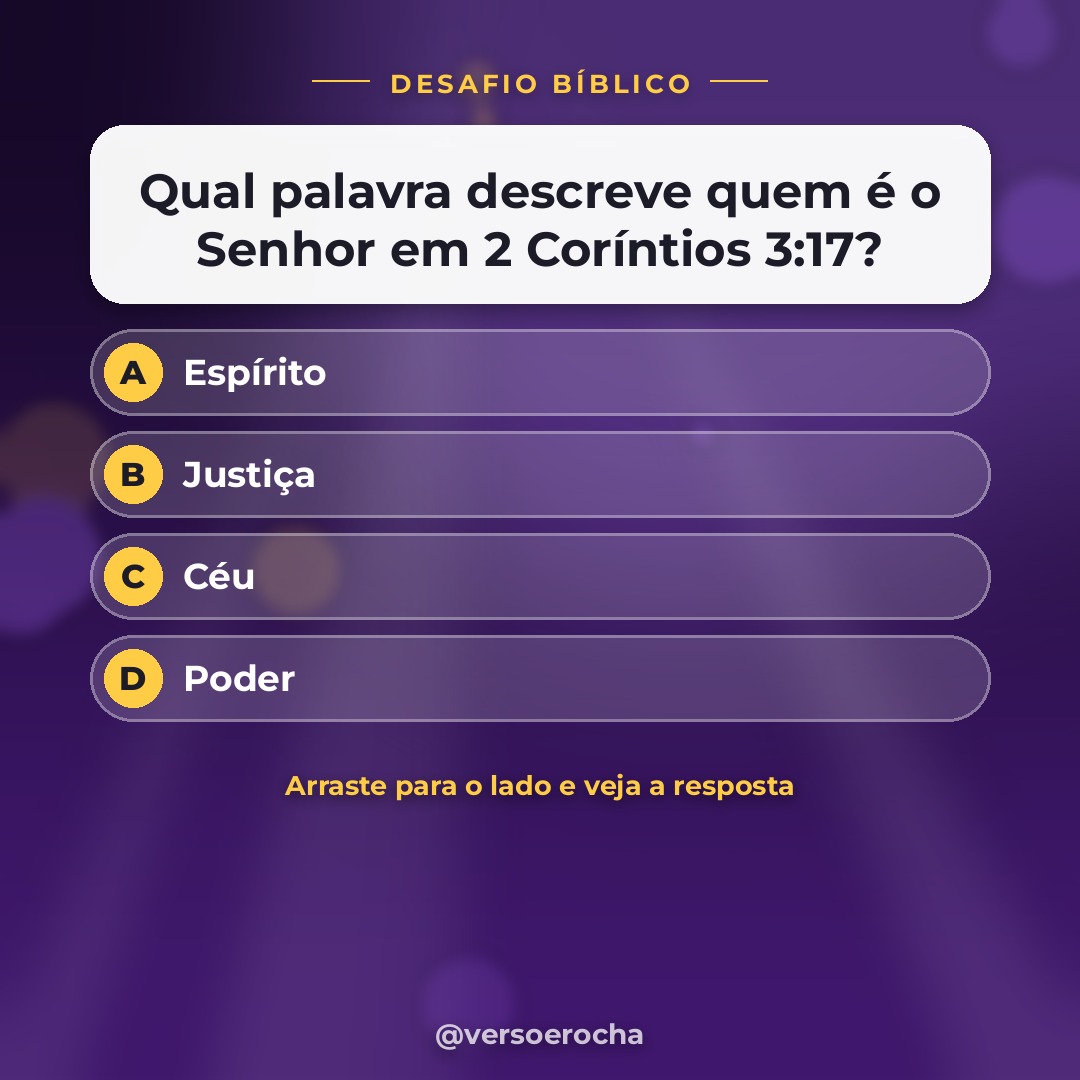 DESAFIO BÍBLICO
Qual palavra descreve quem é o
Senhor em 2 Coríntios 3:17?
A Espírito
B Justiça
C Céu
D Poder
Arraste para o lado e veja a resposta
@versoerocha